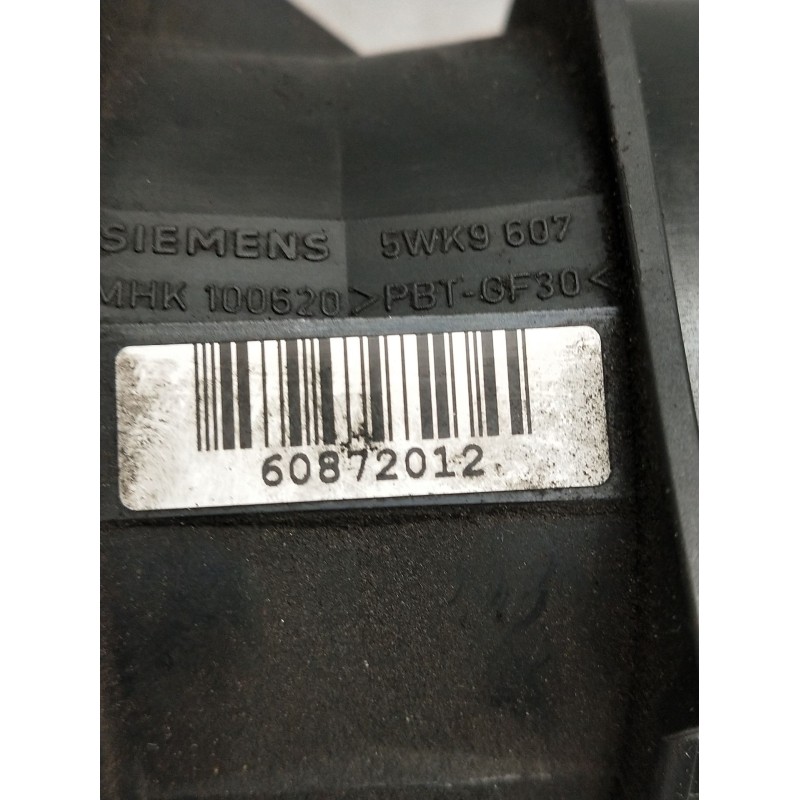 SIEMENS 5WK9 607
MHK 100620 >PBT-GF30<
60872012